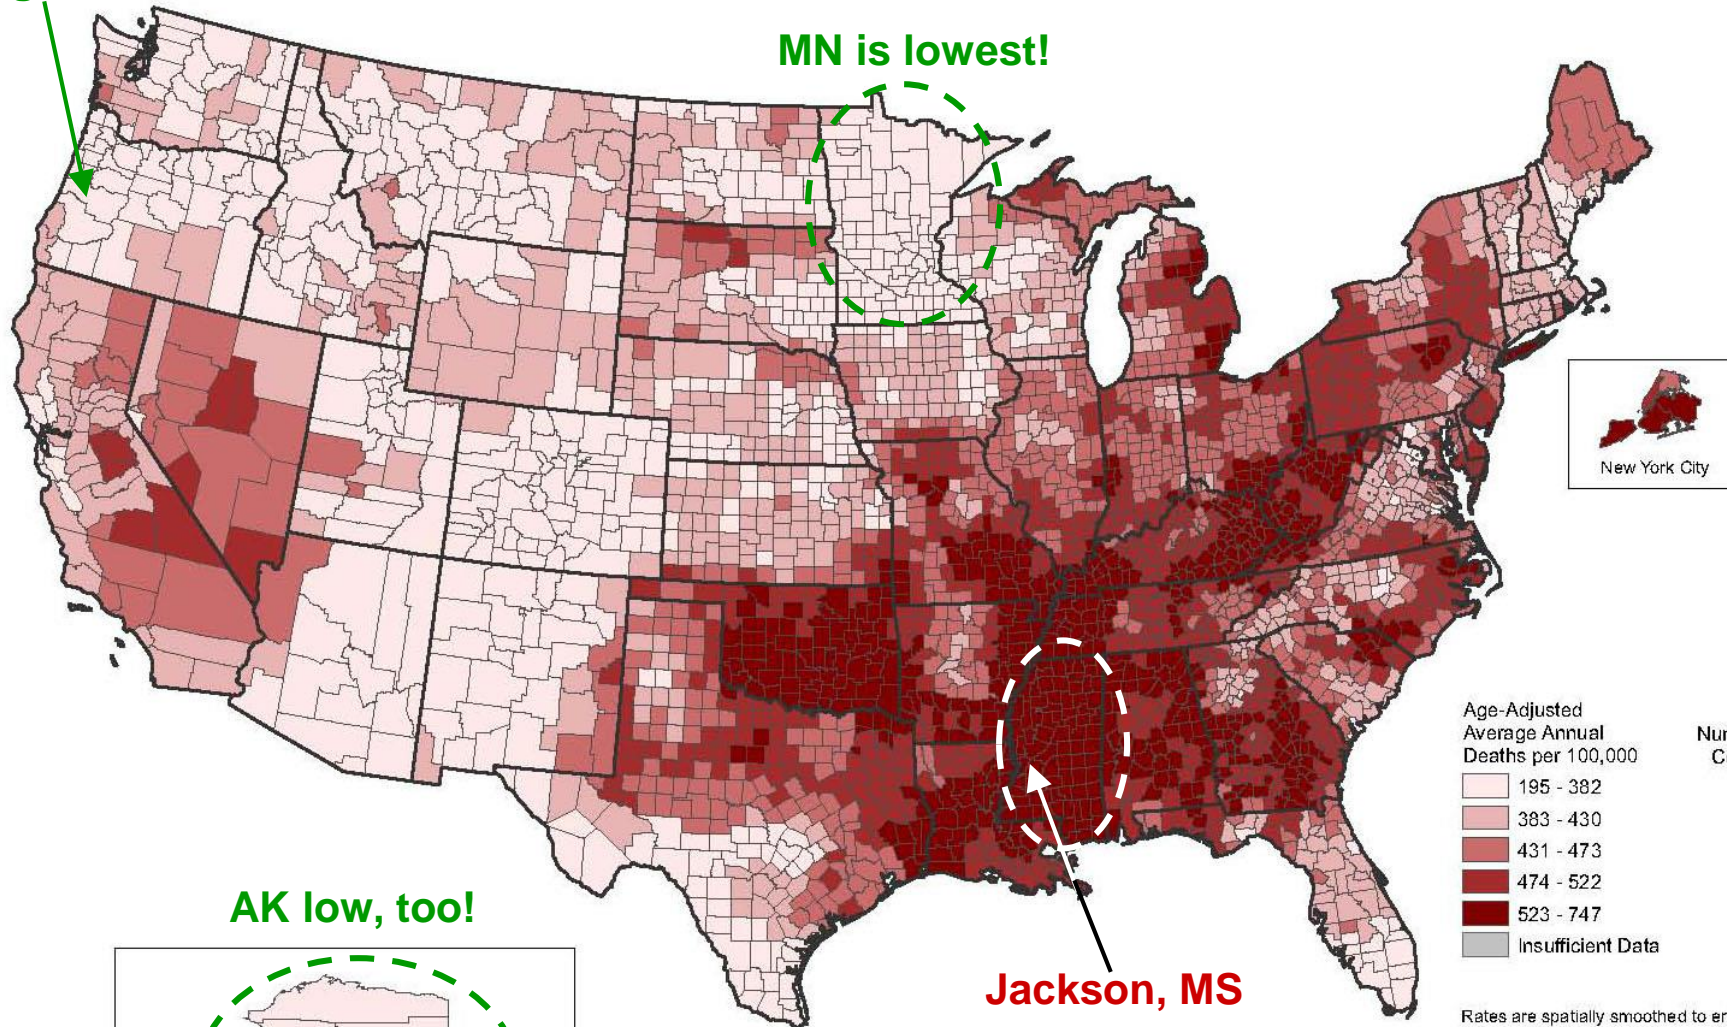 MN is lowest!
New York City
Age-Adjusted
Average Annual
Deaths per 100,000
195 - 382
383 - 430
431 - 473
474 - 522
523 - 747
Insufficient Data
AK low, too!
Jackson, MS
Rates are spatially smoothed to